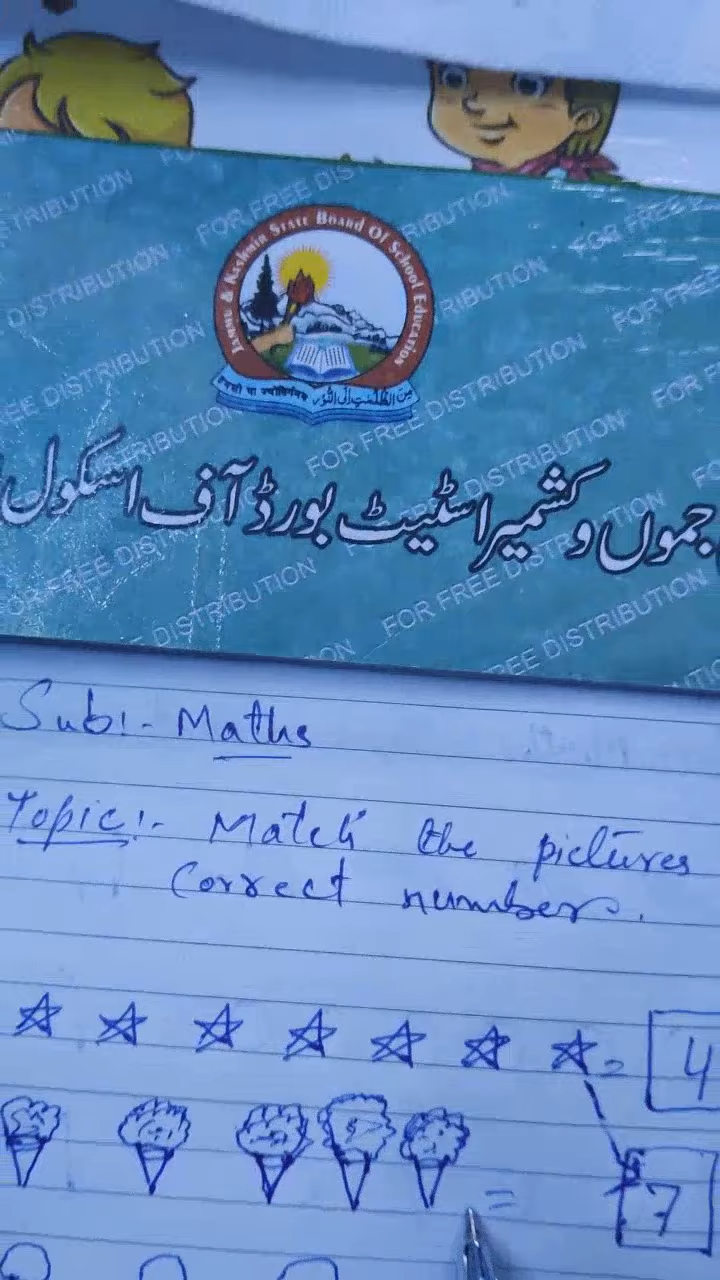 FOR FREE DISTRIBUTION
JAMMU & KASHMIR STATE BOARD OF SCHOOL EDUCATION
جموں و کشمیر اسٹیٹ بورڈ آف اسکول
Sub:- Maths
Topic:- Match the pictures
Correct number.
= 4
= 7